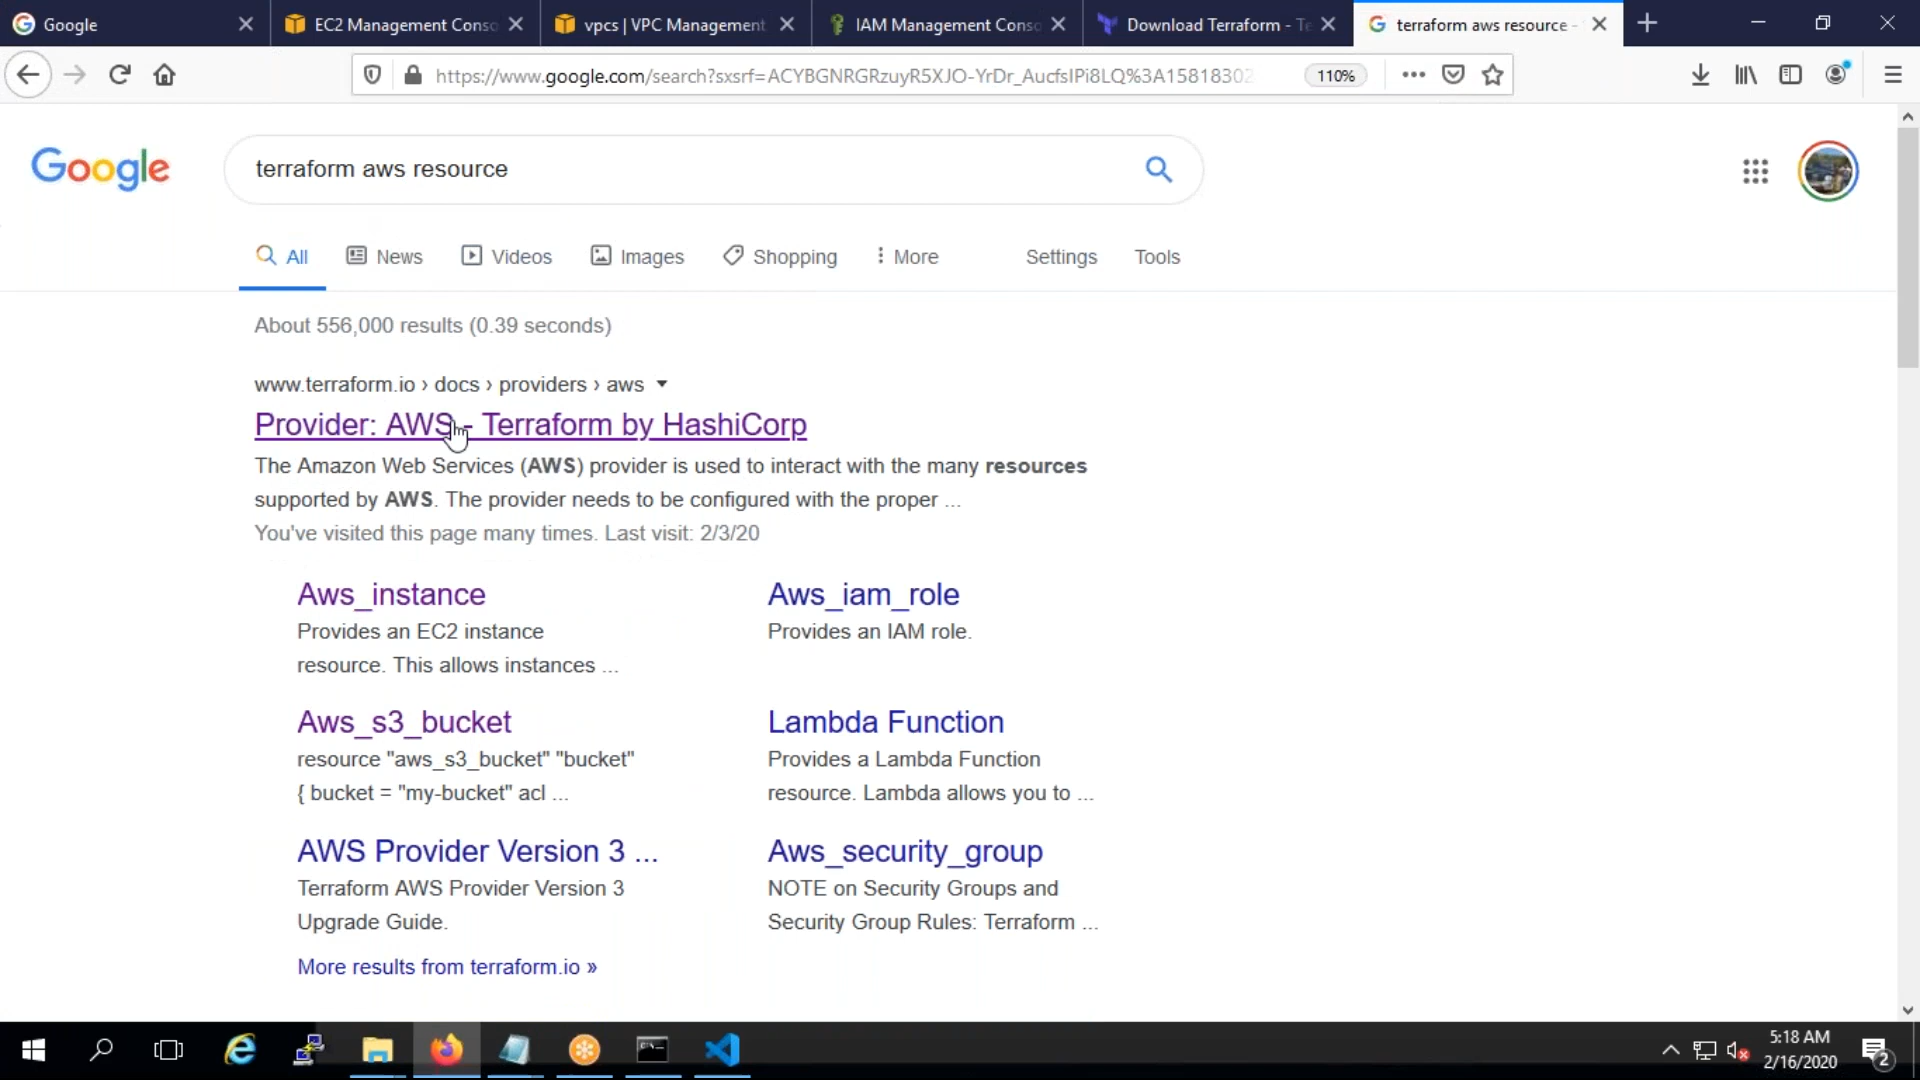 Google
EC2 Management Conso
vpcs | VPC Management
IAM Management Conso
Download Terraform - Te
terraform aws resource -
https://www.google.com/search?sxsrf=ACYBGNRGRzuyR5XJO-YrDr_AucfsIPi8LQ%3A15818302
110%
Google
terraform aws resource
All
News
Videos
Images
Shopping
More
Settings
Tools
About 556,000 results (0.39 seconds)
www.terraform.io › docs › providers › aws
Provider: AWS - Terraform by HashiCorp
The Amazon Web Services (AWS) provider is used to interact with the many resources
supported by AWS. The provider needs to be configured with the proper ...
You've visited this page many times. Last visit: 2/3/20
Aws_instance
Provides an EC2 instance
resource. This allows instances ...
Aws_iam_role
Provides an IAM role.
Aws_s3_bucket
resource "aws_s3_bucket" "bucket"
{ bucket = "my-bucket" acl ...
Lambda Function
Provides a Lambda Function
resource. Lambda allows you to ...
AWS Provider Version 3 ...
Terraform AWS Provider Version 3
Upgrade Guide.
Aws_security_group
NOTE on Security Groups and
Security Group Rules: Terraform ...
More results from terraform.io »
5:18 AM
2/16/2020
2